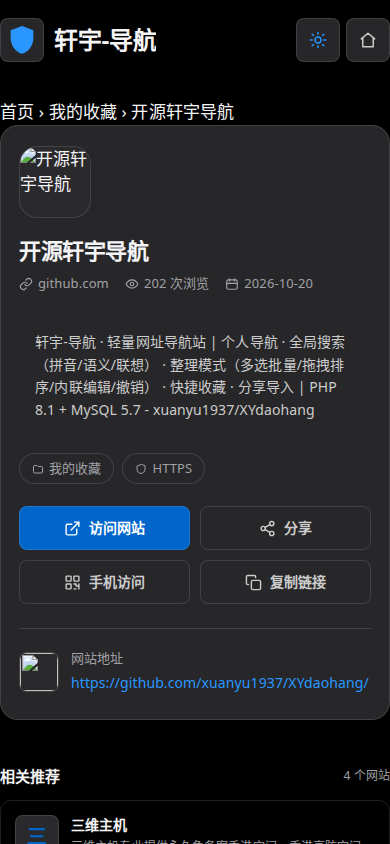 轩宇-导航
首页 › 我的收藏 › 开源轩宇导航
开源轩
宇导航
开源轩宇导航
github.com 202 次浏览 2026-10-20
轩宇-导航 · 轻量网址导航站 | 个人导航 · 全局搜索
（拼音/语义/联想） · 整理模式（多选批量/拖拽排
序/内联编辑/撤销） · 快捷收藏 · 分享导入 | PHP
8.1 + MySQL 5.7 - xuanyu1937/XYdaohang
我的收藏 HTTPS
访问网站 分享
手机访问 复制链接
网站地址
https://github.com/xuanyu1937/XYdaohang/
相关推荐 4 个网站
三维主机